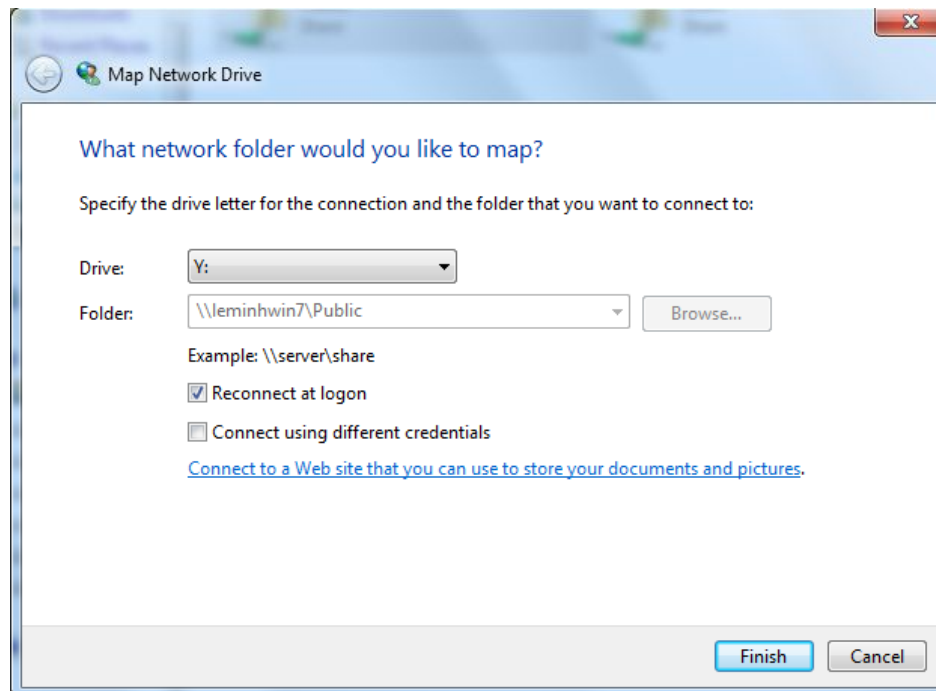 Map Network Drive
What network folder would you like to map?
Specify the drive letter for the connection and the folder that you want to connect to:
Drive: Y:
Folder: \\leminhwin7\Public Browse...
Example: \\server\share
Reconnect at logon
Connect using different credentials
Connect to a Web site that you can use to store your documents and pictures.
Finish Cancel